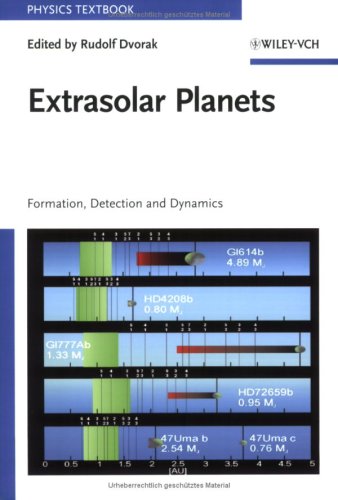 Urheberrechtlich geschütztes Bild
PHYSICS TEXTBOOK
Edited by Rudolf Dvorak
WILEY-VCH
Extrasolar Planets
Formation, Detection and Dynamics
Gl614b
4.89 M
HD4208b
0.80 M
Gl777Ab
1.33 M
HD72659b
0.95 M
47Uma b
2.54 M
47Uma c
0.76 M
0 0.5 1 1.5 2 2.5 3 3.5 4 4.5 5
[AU]
Urheberrechtlich geschütztes Bild